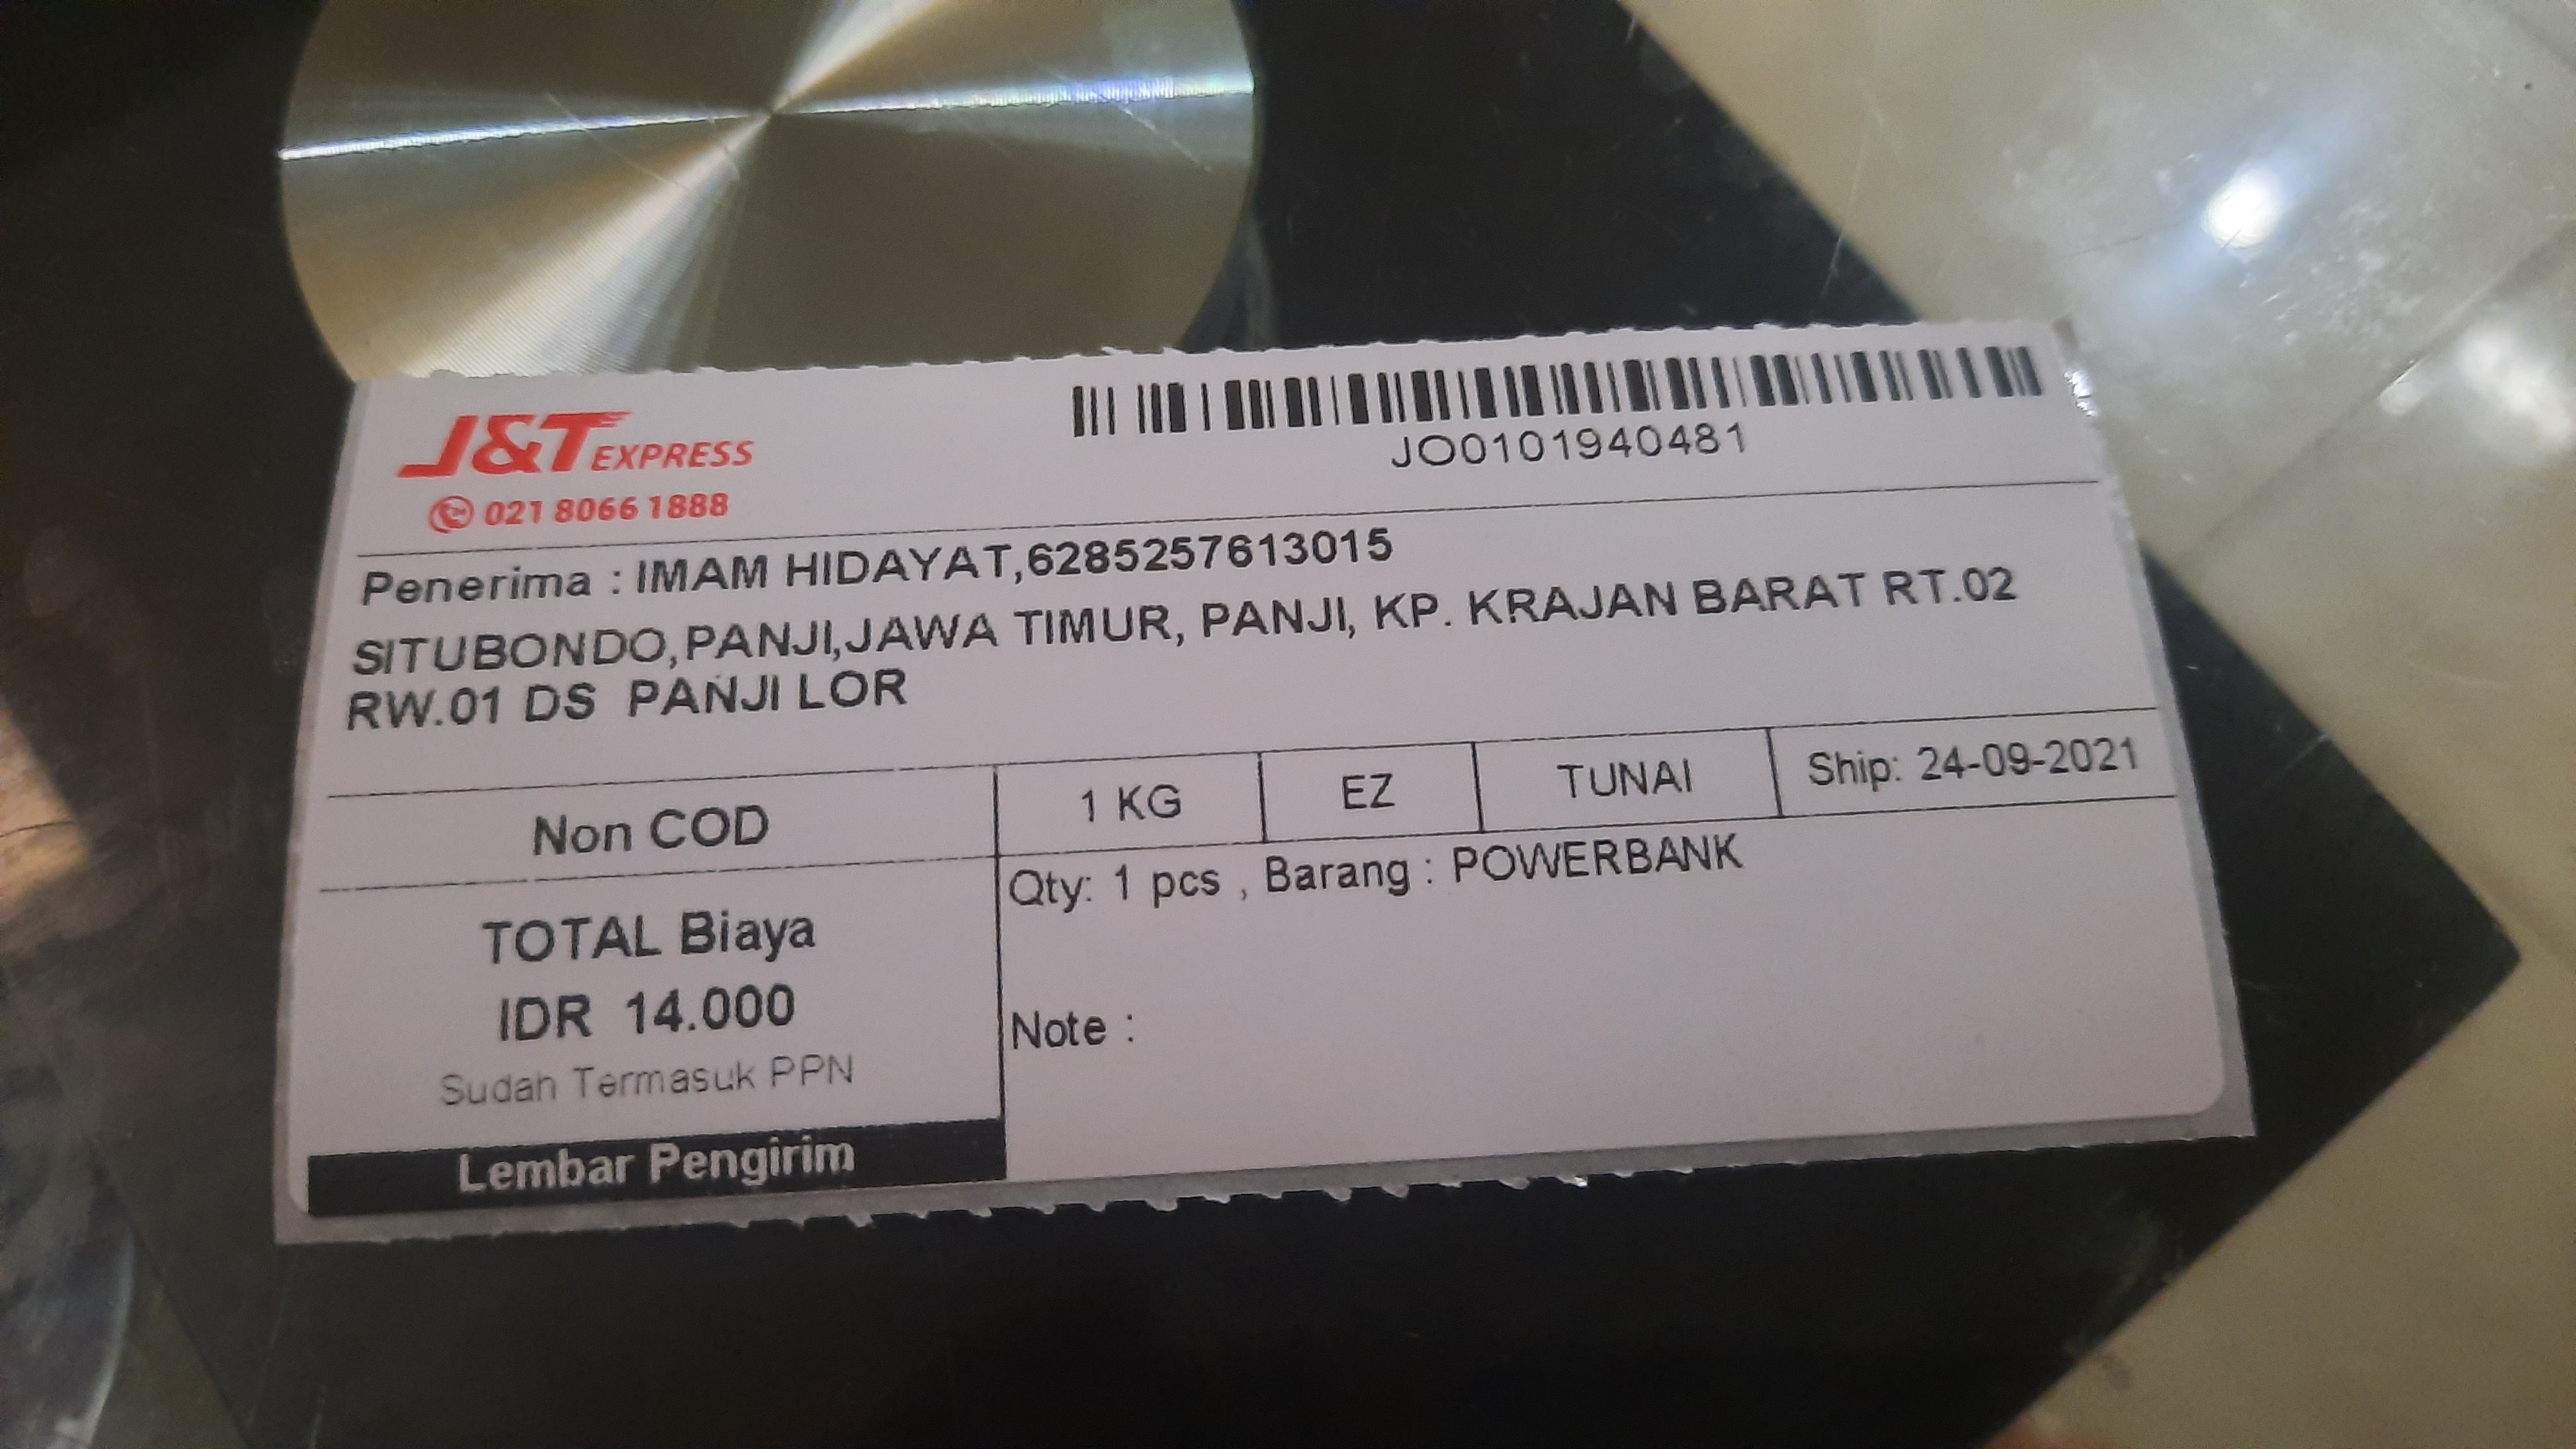 J&T EXPRESS
021 8066 1888
JO0101940481
Penerima : IMAM HIDAYAT,6285257613015
SITUBONDO,PANJI,JAWA TIMUR, PANJI, KP. KRAJAN BARAT RT.02
RW.01 DS PANJI LOR
Non COD
1 KG
EZ
TUNAI
Ship: 24-09-2021
TOTAL Biaya
IDR 14.000
Sudah Termasuk PPN
Lembar Pengirim
Qty: 1 pcs , Barang : POWERBANK
Note :